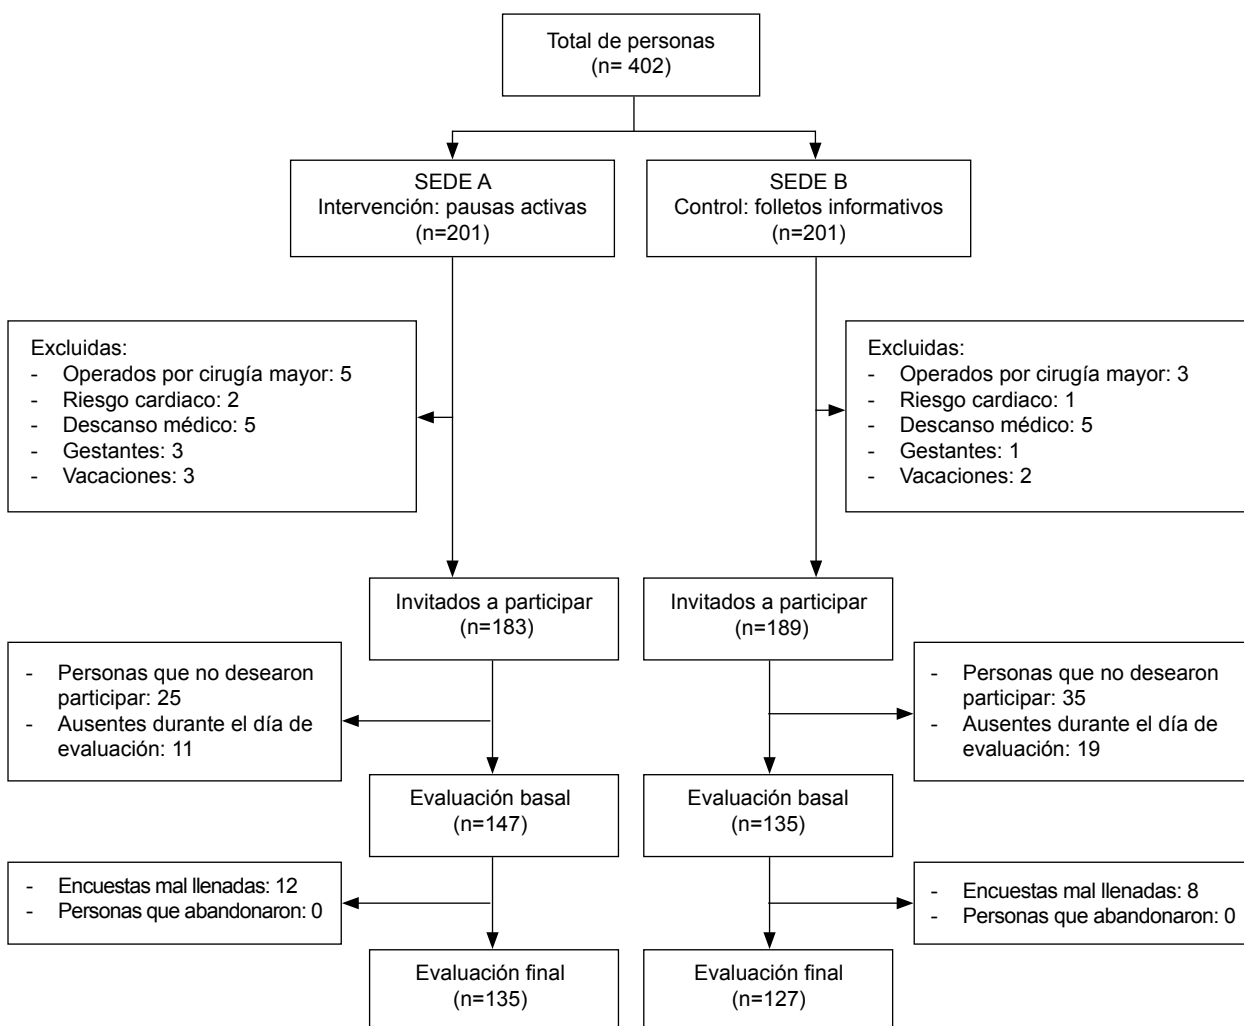 Total de personas
(n= 402)
SEDE A
Intervención: pausas activas
(n=201)
SEDE B
Control: folletos informativos
(n=201)
Excluidas:
- Operados por cirugía mayor: 5
- Riesgo cardiaco: 2
- Descanso médico: 5
- Gestantes: 3
- Vacaciones: 3
Excluidas:
- Operados por cirugía mayor: 3
- Riesgo cardiaco: 1
- Descanso médico: 5
- Gestantes: 1
- Vacaciones: 2
Invitados a participar
(n=183)
Invitados a participar
(n=189)
- Personas que no desearon
participar: 25
- Ausentes durante el día de
evaluación: 11
- Personas que no desearon
participar: 35
- Ausentes durante el día de
evaluación: 19
Evaluación basal
(n=147)
Evaluación basal
(n=135)
- Encuestas mal llenadas: 12
- Personas que abandonaron: 0
- Encuestas mal llenadas: 8
- Personas que abandonaron: 0
Evaluación final
(n=135)
Evaluación final
(n=127)